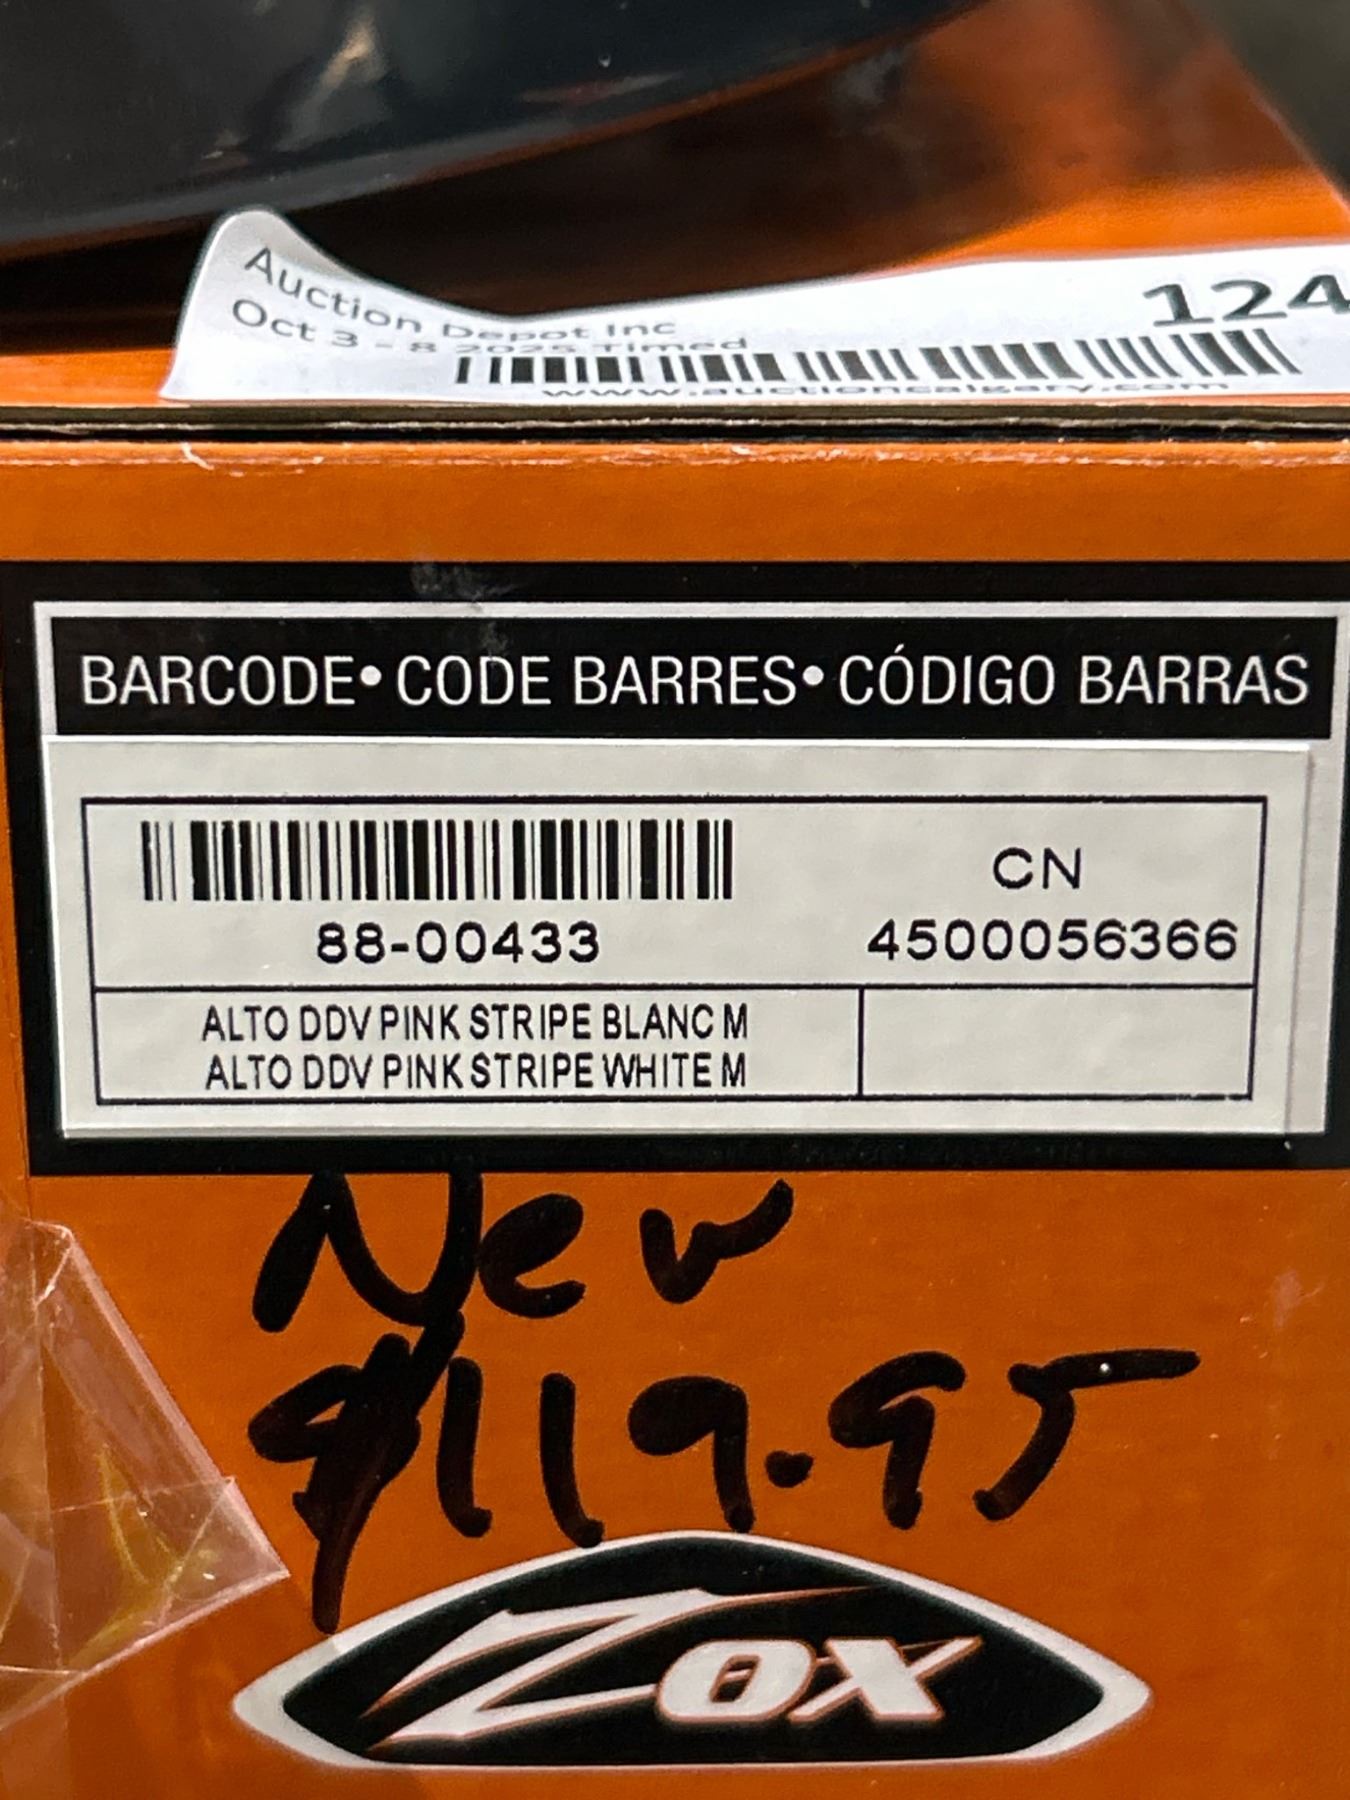 Auction Depot Inc
Oct 3 - 8 2025 Timed
124
www.auctioncalgary.com
BARCODE• CODE BARRES• CÓDIGO BARRAS
88-00433
CN
4500056366
ALTO DDV PINK STRIPE BLANC M
ALTO DDV PINK STRIPE WHITE M
New
$119.95
ZOX